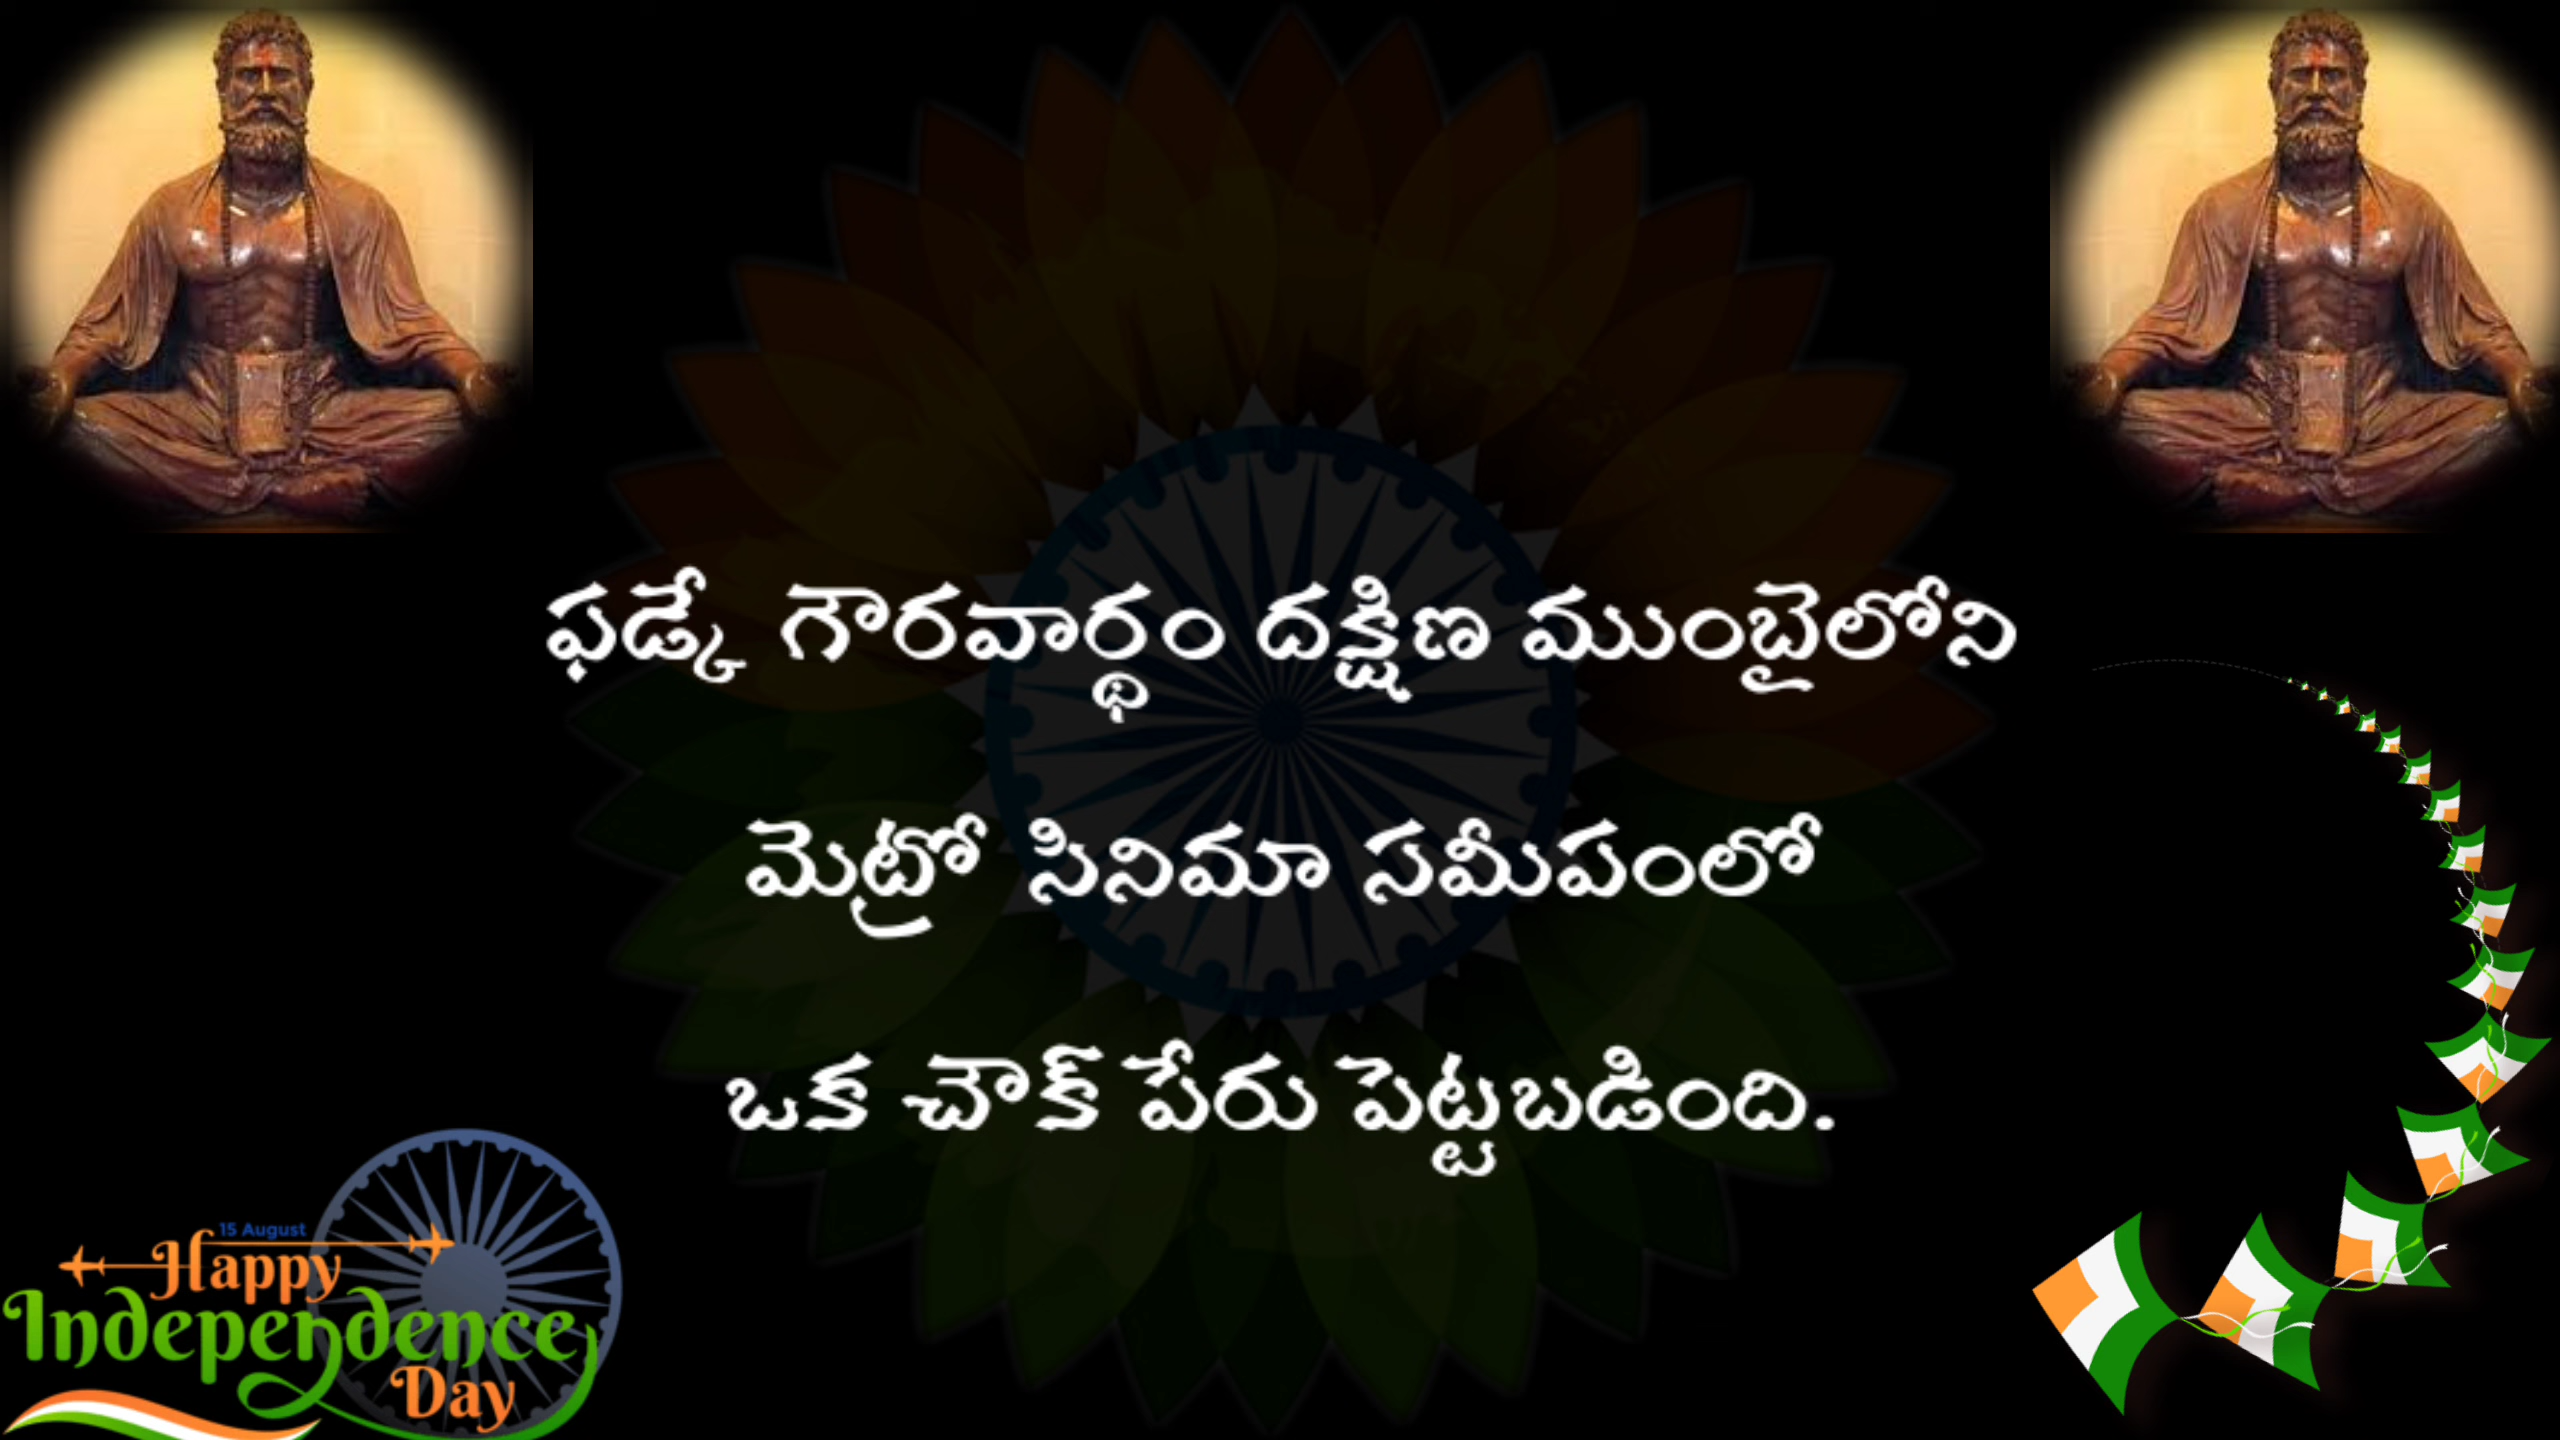 ఫడ్కే గౌరవార్థం దక్షిణ ముంబైలోని
మెట్రో సినిమా సమీపంలో
ఒక చౌక్ పేరు పెట్టబడింది.
15 August
Happy
Independence
Day